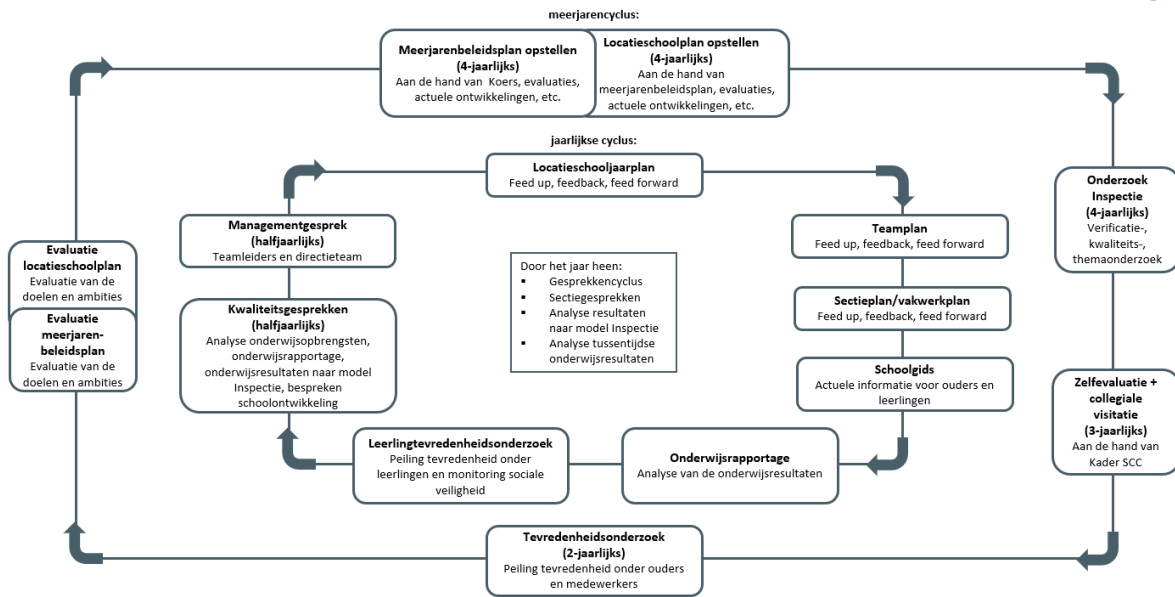 meerjarencyclus:
Meerjarenbeleidsplan opstellen
(4-jaarlijks)
Aan de hand van Koers, evaluaties,
actuele ontwikkelingen, etc.
Locatieschoolplan opstellen
(4-jaarlijks)
Aan de hand van
meerjarenbeleidsplan, evaluaties,
actuele ontwikkelingen, etc.
jaarlijkse cyclus:
Locatieschooljaarplan
Feed up, feedback, feed forward
Onderzoek
Inspectie
(4-jaarlijks)
Verificatie-,
kwaliteits-,
themaonderzoek
Managementgesprek
(halfjaarlijks)
Teamleiders en directieteam
Teamplan
Feed up, feedback, feed forward
Evaluatie
locatieschoolplan
Evaluatie van de
doelen en ambities
Evaluatie
meerjaren-
beleidsplan
Evaluatie van de
doelen en ambities
Door het jaar heen:
▪ Gesprekkencyclus
▪ Sectiegesprekken
▪ Analyse resultaten
naar model Inspectie
▪ Analyse tussentijdse
onderwijsresultaten
Kwaliteitsgesprekken
(halfjaarlijks)
Analyse onderwijsopbrengsten,
onderwijsrapportage,
onderwijsresultaten naar model
Inspectie, bespreken
schoolontwikkeling
Sectieplan/vakwerkplan
Feed up, feedback, feed forward
Schoolgids
Actuele informatie voor ouders en
leerlingen
Zelfevaluatie +
collegiale
visitatie
(3-jaarlijks)
Aan de hand van
Kader SCC
Leerlingtevredenheidsonderzoek
Peiling tevredenheid onder
leerlingen en monitoring sociale
veiligheid
Onderwijsrapportage
Analyse van de onderwijsresultaten
Tevredenheidsonderzoek
(2-jaarlijks)
Peiling tevredenheid onder ouders
en medewerkers